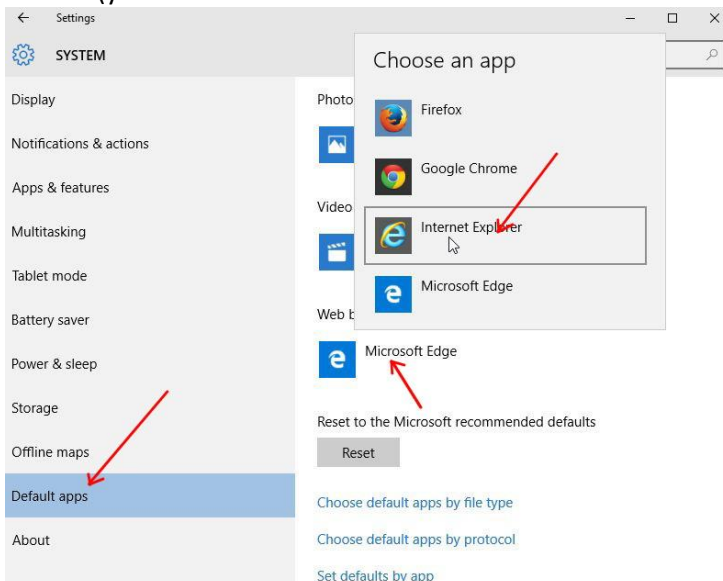 Settings
SYSTEM
Display
Notifications & actions
Apps & features
Multitasking
Tablet mode
Battery saver
Power & sleep
Storage
Offline maps
Default apps
About
Choose an app
Firefox
Google Chrome
Internet Explorer
Microsoft Edge
Photo
Video
Web b
Microsoft Edge
Reset to the Microsoft recommended defaults
Reset
Choose default apps by file type
Choose default apps by protocol
Set defaults by app